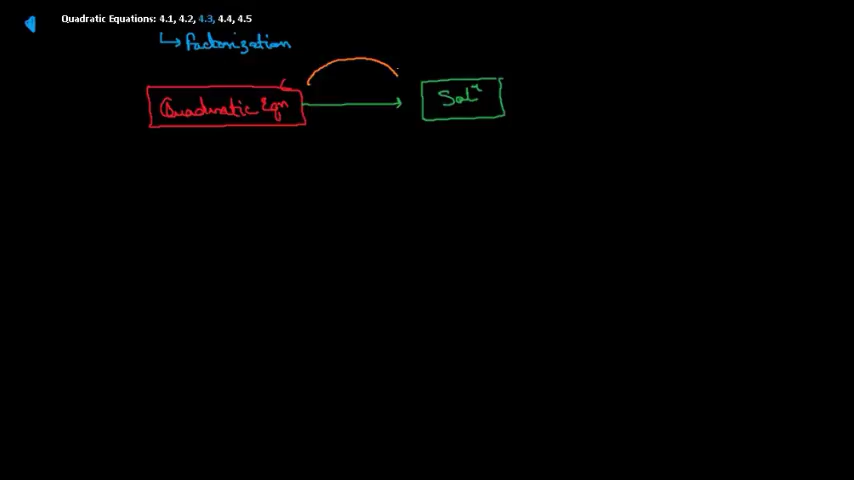 Quadratic Equations: 4.1, 4.2, 4.3, 4.4, 4.5
Factorization
Quadratic Eqn
Solⁿ